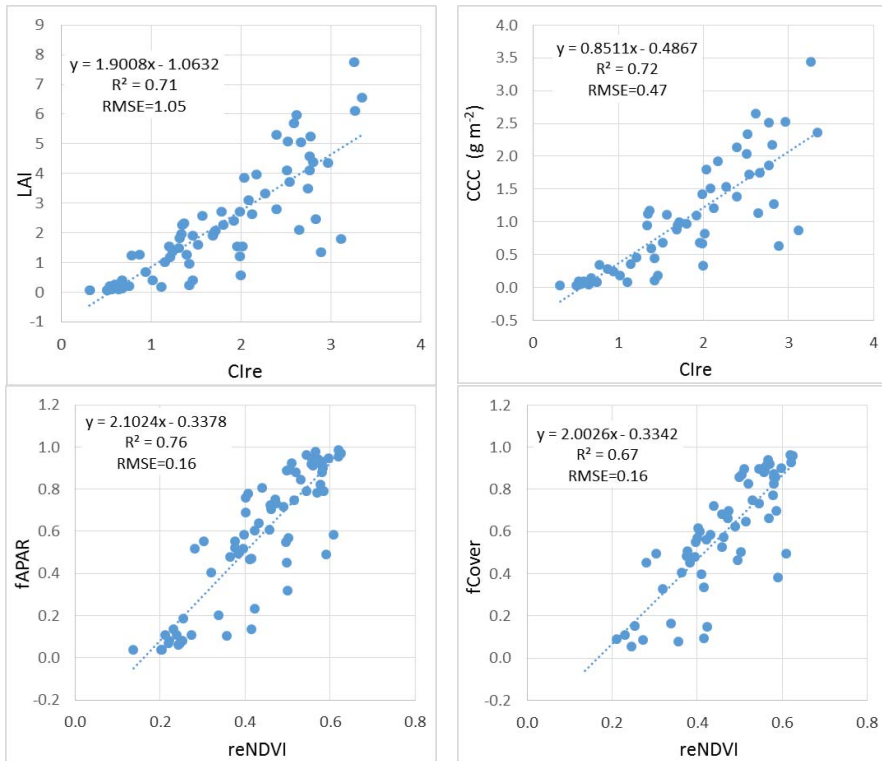 9
8
7
6
5
4
3
2
1
0
-1
y = 1.9008x - 1.0632
R² = 0.71
RMSE=1.05
LAI
0 1 2 3 4
CIre
4.0
3.5
3.0
2.5
2.0
1.5
1.0
0.5
0.0
-0.5
y = 0.8511x - 0.4867
R² = 0.72
RMSE=0.47
CCC (g m⁻²)
0 1 2 3 4
CIre
1.2
1.0
0.8
0.6
0.4
0.2
0.0
-0.2
y = 2.1024x - 0.3378
R² = 0.76
RMSE=0.16
fAPAR
0.0 0.2 0.4 0.6 0.8
reNDVI
1.2
1.0
0.8
0.6
0.4
0.2
0.0
-0.2
y = 2.0026x - 0.3342
R² = 0.67
RMSE=0.16
fCover
0.0 0.2 0.4 0.6 0.8
reNDVI